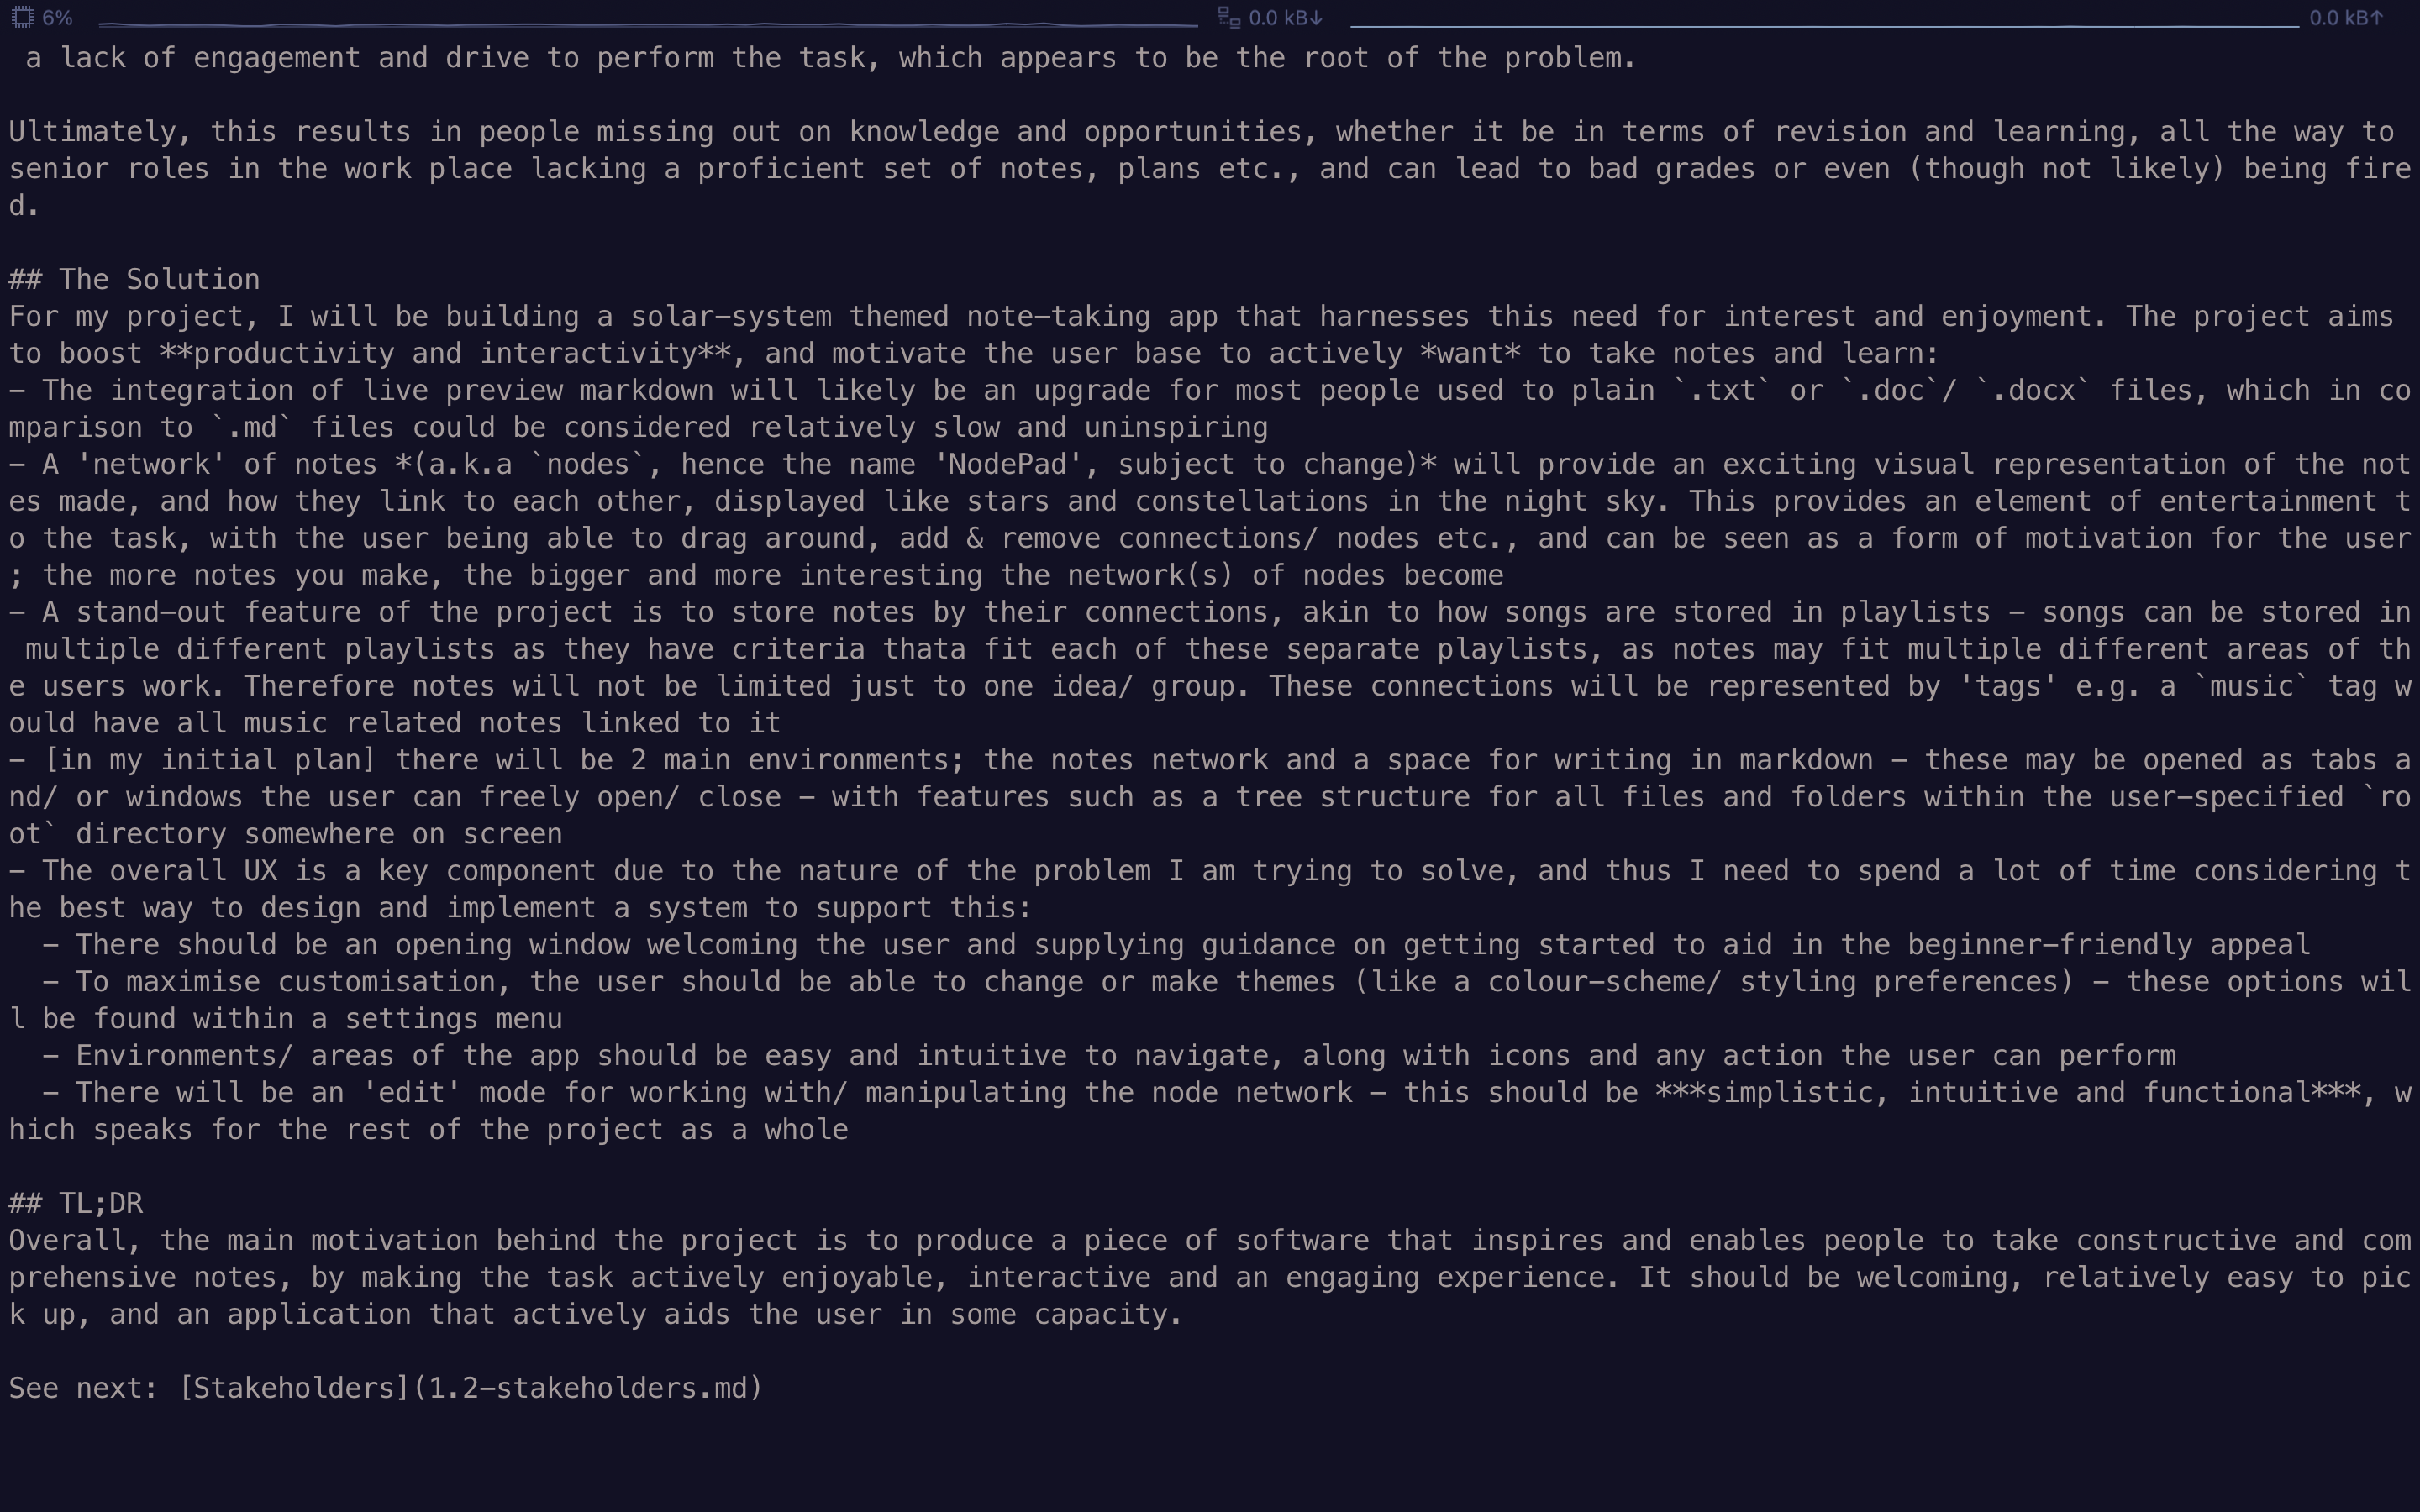 6% 0.0 kB↓ 0.0 kB↑
a lack of engagement and drive to perform the task, which appears to be the root of the problem.
Ultimately, this results in people missing out on knowledge and opportunities, whether it be in terms of revision and learning, all the way to
senior roles in the work place lacking a proficient set of notes, plans etc., and can lead to bad grades or even (though not likely) being fire
d.
## The Solution
For my project, I will be building a solar-system themed note-taking app that harnesses this need for interest and enjoyment. The project aims
to boost **productivity and interactivity**, and motivate the user base to actively *want* to take notes and learn:
- The integration of live preview markdown will likely be an upgrade for most people used to plain `.txt` or `.doc`/ `.docx` files, which in co
mparison to `.md` files could be considered relatively slow and uninspiring
- A 'network' of notes *(a.k.a `nodes`, hence the name 'NodePad', subject to change)* will provide an exciting visual representation of the not
es made, and how they link to each other, displayed like stars and constellations in the night sky. This provides an element of entertainment t
o the task, with the user being able to drag around, add & remove connections/ nodes etc., and can be seen as a form of motivation for the user
; the more notes you make, the bigger and more interesting the network(s) of nodes become
- A stand-out feature of the project is to store notes by their connections, akin to how songs are stored in playlists - songs can be stored in
multiple different playlists as they have criteria thata fit each of these separate playlists, as notes may fit multiple different areas of th
e users work. Therefore notes will not be limited just to one idea/ group. These connections will be represented by 'tags' e.g. a `music` tag w
ould have all music related notes linked to it
- [in my initial plan] there will be 2 main environments; the notes network and a space for writing in markdown - these may be opened as tabs a
nd/ or windows the user can freely open/ close - with features such as a tree structure for all files and folders within the user-specified `ro
ot` directory somewhere on screen
- The overall UX is a key component due to the nature of the problem I am trying to solve, and thus I need to spend a lot of time considering t
he best way to design and implement a system to support this:
- There should be an opening window welcoming the user and supplying guidance on getting started to aid in the beginner-friendly appeal
- To maximise customisation, the user should be able to change or make themes (like a colour-scheme/ styling preferences) - these options wil
l be found within a settings menu
- Environments/ areas of the app should be easy and intuitive to navigate, along with icons and any action the user can perform
- There will be an 'edit' mode for working with/ manipulating the node network - this should be ***simplistic, intuitive and functional***, w
hich speaks for the rest of the project as a whole
## TL;DR
Overall, the main motivation behind the project is to produce a piece of software that inspires and enables people to take constructive and com
prehensive notes, by making the task actively enjoyable, interactive and an engaging experience. It should be welcoming, relatively easy to pic
k up, and an application that actively aids the user in some capacity.
See next: [Stakeholders](1.2-stakeholders.md)